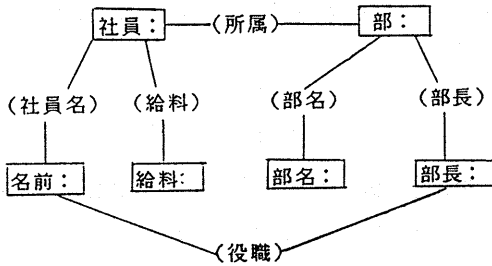 社員： （所属） 部：
（社員名） （給料） （部名） （部長）
名前： 給料： 部名： 部長：
（役職）